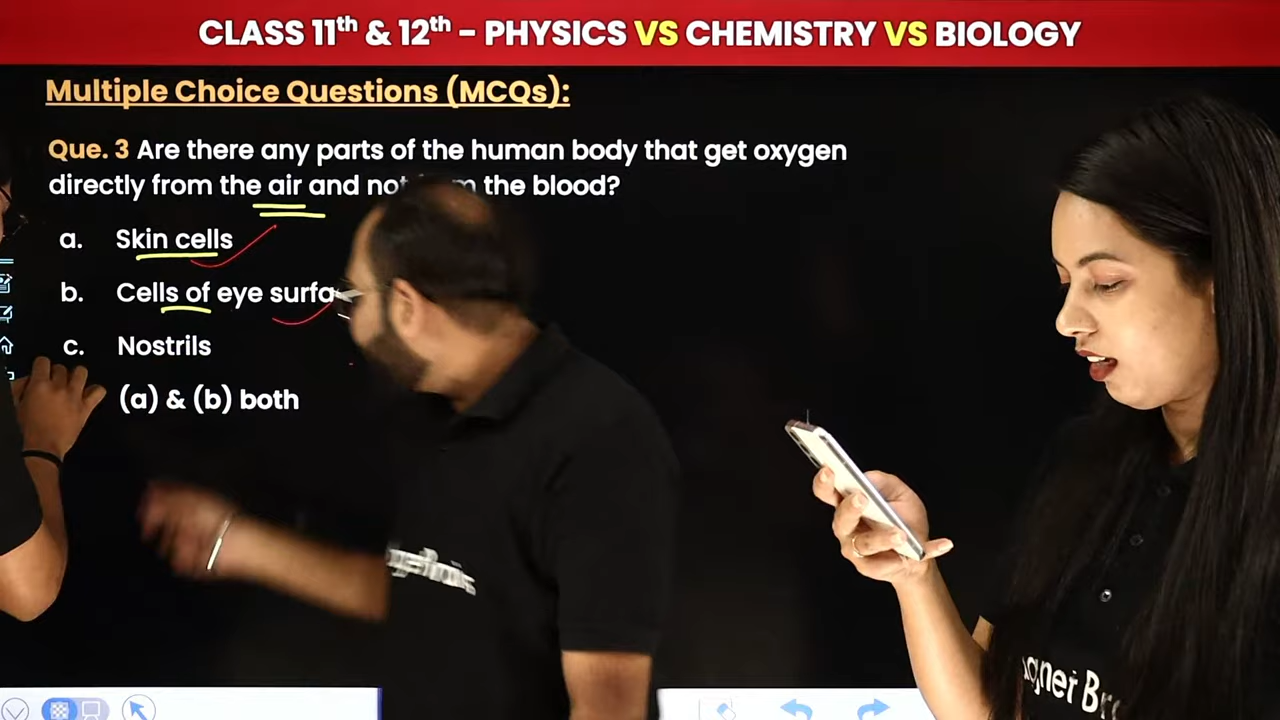 CLASS 11th & 12th – PHYSICS VS CHEMISTRY VS BIOLOGY
Multiple Choice Questions (MCQs):
Que. 3 Are there any parts of the human body that get oxygen
directly from the air and the blood?
a. Skin cells
b. Cells of eye
c. Nostrils
(a) & (b) both